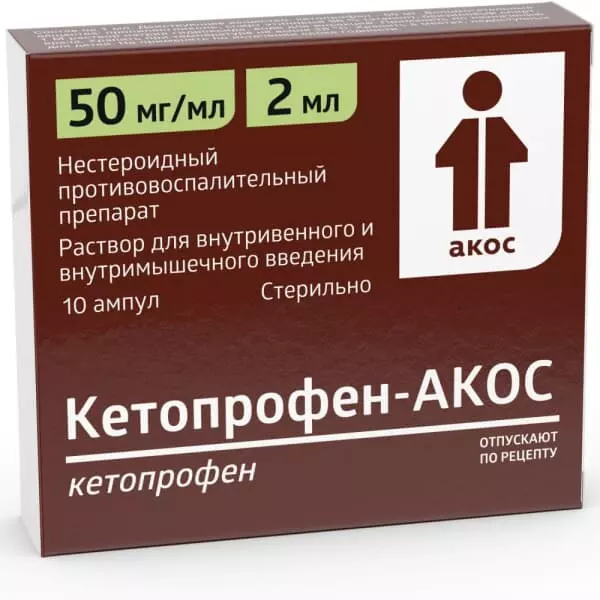 50 мг/мл
2 мл
Нестероидный
противовоспалительный
препарат
Раствор для внутривенного и
внутримышечного введения
10 ампул
Стерильно
акос
Кетопрофен-АКОС
кетопрофен
ОТПУСКАЮТ
ПО РЕЦЕПТУ